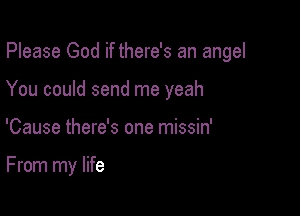 Please God if there's an angel
You could send me yeah
'Cause there's one missin'
From my life